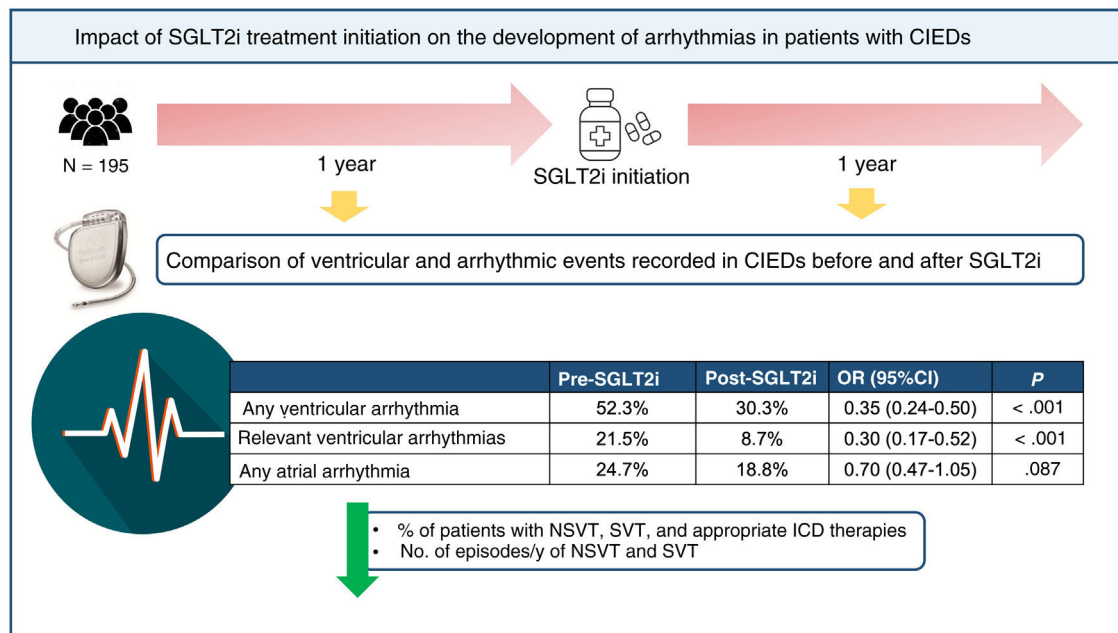 Impact of SGLT2i treatment initiation on the development of arrhythmias in patients with CIEDs
N = 195
1 year
SGLT2i initiation
1 year
Comparison of ventricular and arrhythmic events recorded in CIEDs before and after SGLT2i
Pre-SGLT2i Post-SGLT2i OR (95%CI) P
Any ventricular arrhythmia 52.3% 30.3% 0.35 (0.24-0.50) < .001
Relevant ventricular arrhythmias 21.5% 8.7% 0.30 (0.17-0.52) < .001
Any atrial arrhythmia 24.7% 18.8% 0.70 (0.47-1.05) .087
• % of patients with NSVT, SVT, and appropriate ICD therapies
• No. of episodes/y of NSVT and SVT